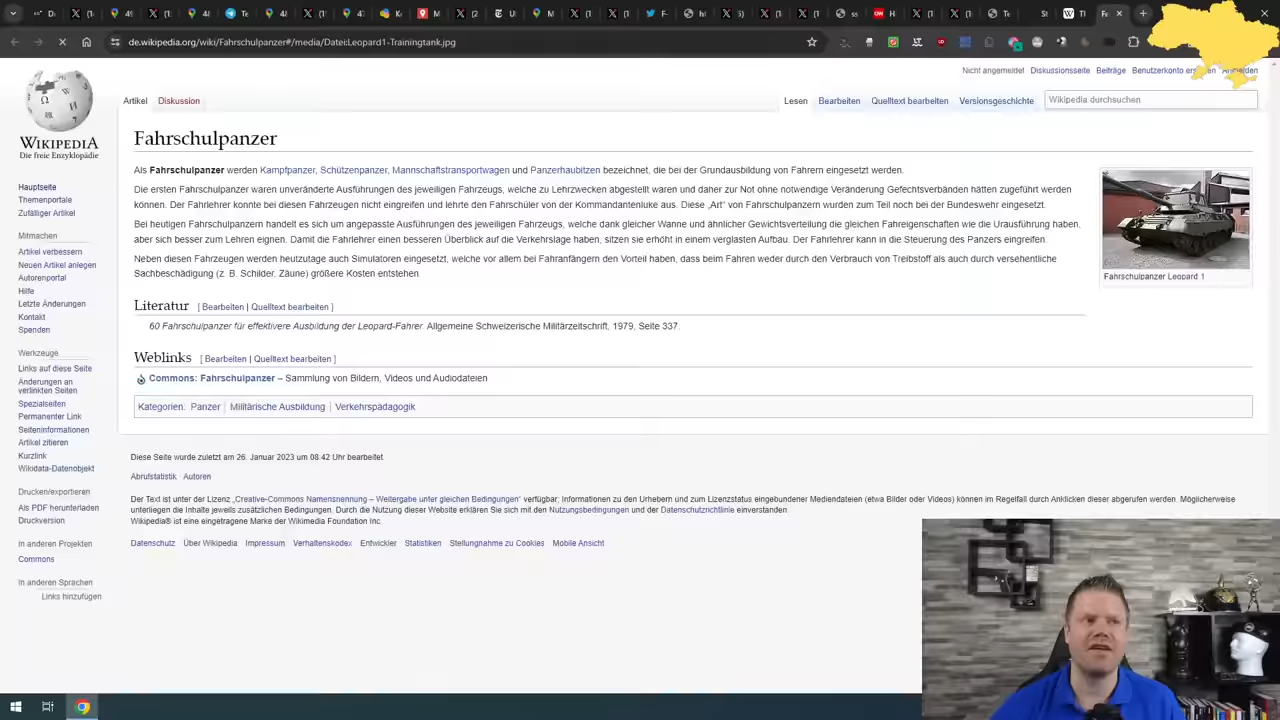 de.wikipedia.org/wiki/Fahrschulpanzer#/media/Datei:Leopard1-Trainingtank.jpg
Nicht angemeldet Diskussionsseite Beiträge Benutzerkonto Anmelden
Artikel Diskussion
Lesen Bearbeiten Quelltext bearbeiten Versionsgeschichte Wikipedia durchsuchen
WIKIPEDIA
Die freie Enzyklopädie
Hauptseite
Themenportale
Zufälliger Artikel
Mitmachen
Artikel verbessern
Neuen Artikel anlegen
Autorenportal
Hilfe
Letzte Änderungen
Kontakt
Spenden
Werkzeuge
Links auf diese Seite
Änderungen an
verlinkten Seiten
Spezialseiten
Permanenter Link
Seiteninformationen
Artikel zitieren
Kurzlink
Wikidata-Datenobjekt
Drucken/exportieren
Als PDF herunterladen
Druckversion
In anderen Projekten
Commons
In anderen Sprachen
Links hinzufügen
Fahrschulpanzer
Als Fahrschulpanzer werden Kampfpanzer, Schützenpanzer, Mannschaftstransportwagen und Panzerhaubitzen bezeichnet, die bei der Grundausbildung von Fahrern eingesetzt werden.
Die ersten Fahrschulpanzer waren unveränderte Ausführungen des jeweiligen Fahrzeugs, welche zu Lehrzwecken abgestellt waren und daher zur Not ohne notwendige Veränderung Gefechtsverbänden hätten zugeführt werden
können. Der Fahrlehrer konnte bei diesen Fahrzeugen nicht eingreifen und lehrte den Fahrschüler von der Kommandantenluke aus. Diese „Art“ von Fahrschulpanzern wurden zum Teil noch bei der Bundeswehr eingesetzt.
Bei heutigen Fahrschulpanzern handelt es sich um angepasste Ausführungen des jeweiligen Fahrzeugs, welche dank gleicher Wanne und ähnlicher Gewichtsverteilung die gleichen Fahreigenschaften wie die Urausführung haben,
aber sich besser zum Lehren eignen. Damit die Fahrlehrer einen besseren Überblick auf die Verkehrslage haben, sitzen sie erhöht in einem verglasten Aufbau. Der Fahrlehrer kann in die Steuerung des Panzers eingreifen.
Neben diesen Fahrzeugen werden heutzutage auch Simulatoren eingesetzt, welche vor allem bei Fahranfängern den Vorteil haben, dass beim Fahren weder durch den Verbrauch von Treibstoff als auch durch versehentliche
Sachbeschädigung (z. B. Schilder, Zäune) größere Kosten entstehen.
Fahrschulpanzer Leopard 1
Literatur [ Bearbeiten | Quelltext bearbeiten ]
60 Fahrschulpanzer für effektivere Ausbildung der Leopard-Fahrer. Allgemeine Schweizerische Militärzeitschrift, 1979, Seite 337.
Weblinks [ Bearbeiten | Quelltext bearbeiten ]
Commons: Fahrschulpanzer – Sammlung von Bildern, Videos und Audiodateien
Kategorien: Panzer | Militärische Ausbildung | Verkehrspädagogik
Diese Seite wurde zuletzt am 26. Januar 2023 um 08:42 Uhr bearbeitet.
Abrufstatistik Autoren
Der Text ist unter der Lizenz „Creative-Commons Namensnennung – Weitergabe unter gleichen Bedingungen“ verfügbar; Informationen zu den Urhebern und zum Lizenzstatus eingebundener Mediendateien (etwa Bilder oder Videos) können im Regelfall durch Anklicken dieser abgerufen werden. Möglicherweise
unterliegen die Inhalte jeweils zusätzlichen Bedingungen. Durch die Nutzung dieser Website erklären Sie sich mit den Nutzungsbedingungen und der Datenschutzrichtlinie einverstanden.
Wikipedia® ist eine eingetragene Marke der Wikimedia Foundation Inc.
Datenschutz Über Wikipedia Impressum Verhaltenskodex Entwickler Statistiken Stellungnahme zu Cookies Mobile Ansicht